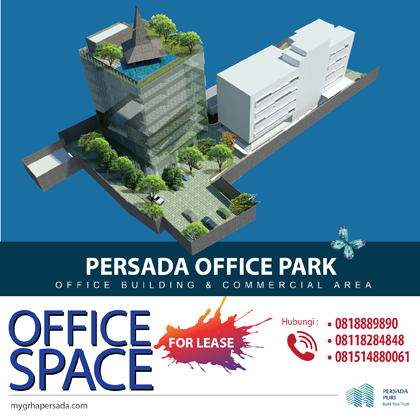 PERSADA OFFICE PARK
OFFICE BUILDING & COMMERCIAL AREA
OFFICE
SPACE
FOR LEASE
Hubungi :
• 0818889890
• 08118284848
• 081514880061
mygrhapersada.com
PERSADA
PURI
Build Your Trust